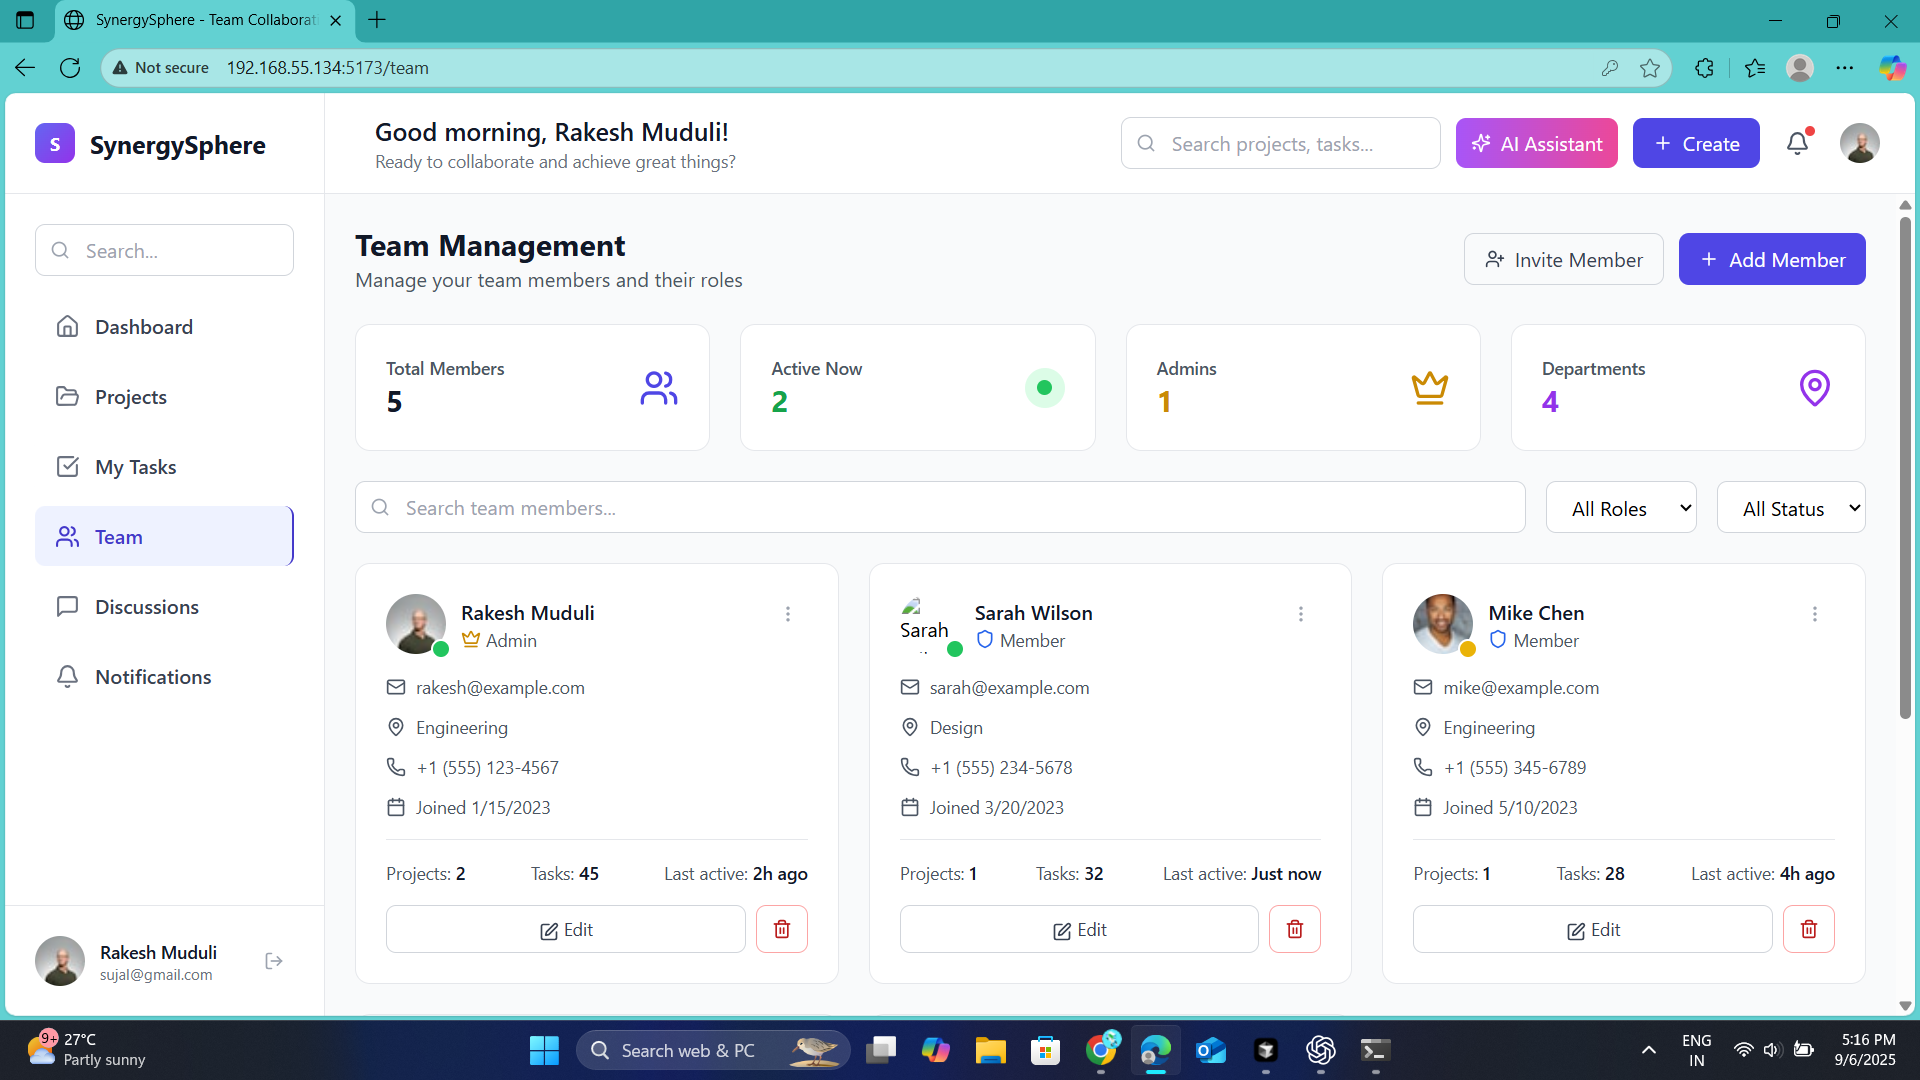 SynergySphere - Team Collaborati
Not secure 192.168.55.134:5173/team
S SynergySphere
Good morning, Rakesh Muduli!
Ready to collaborate and achieve great things?
Search projects, tasks...
AI Assistant
Create
Search...
Dashboard
Projects
My Tasks
Team
Discussions
Notifications
Rakesh Muduli
sujal@gmail.com
Team Management
Manage your team members and their roles
Invite Member
Add Member
Total Members
5
Active Now
2
Admins
1
Departments
4
Search team members...
All Roles
All Status
Rakesh Muduli
Admin
rakesh@example.com
Engineering
+1 (555) 123-4567
Joined 1/15/2023
Projects: 2 Tasks: 45 Last active: 2h ago
Edit
Sarah
Sarah Wilson
Member
sarah@example.com
Design
+1 (555) 234-5678
Joined 3/20/2023
Projects: 1 Tasks: 32 Last active: Just now
Edit
Mike Chen
Member
mike@example.com
Engineering
+1 (555) 345-6789
Joined 5/10/2023
Projects: 1 Tasks: 28 Last active: 4h ago
Edit
9+
27°C
Partly sunny
Search web & PC
ENG
IN
5:16 PM
9/6/2025